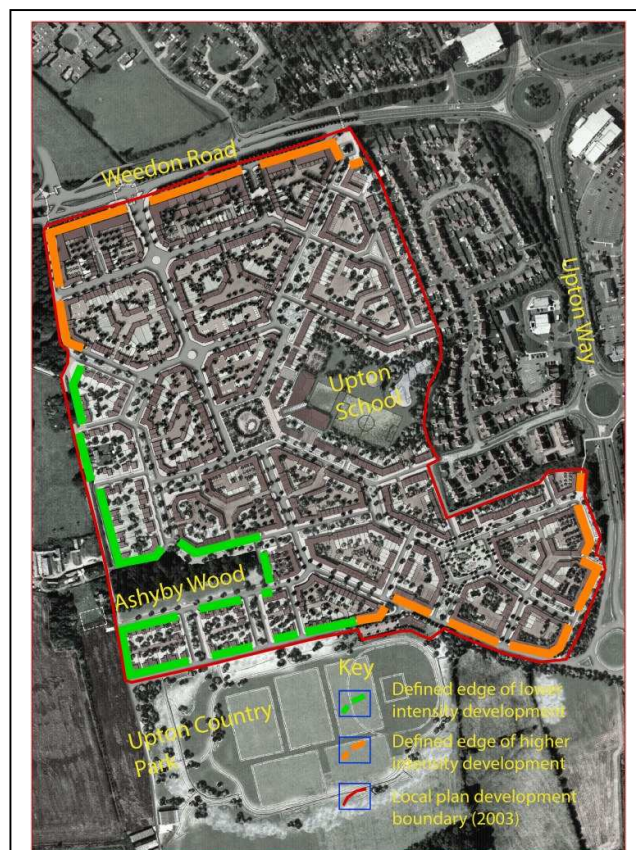 Weedon Road
Upton Way
Upton
School
Ashyby Wood
Upton Country
Park
Key
Defined edge of lower
intensity development
Defined edge of higher
intensity development
Local plan development
boundary (2003)